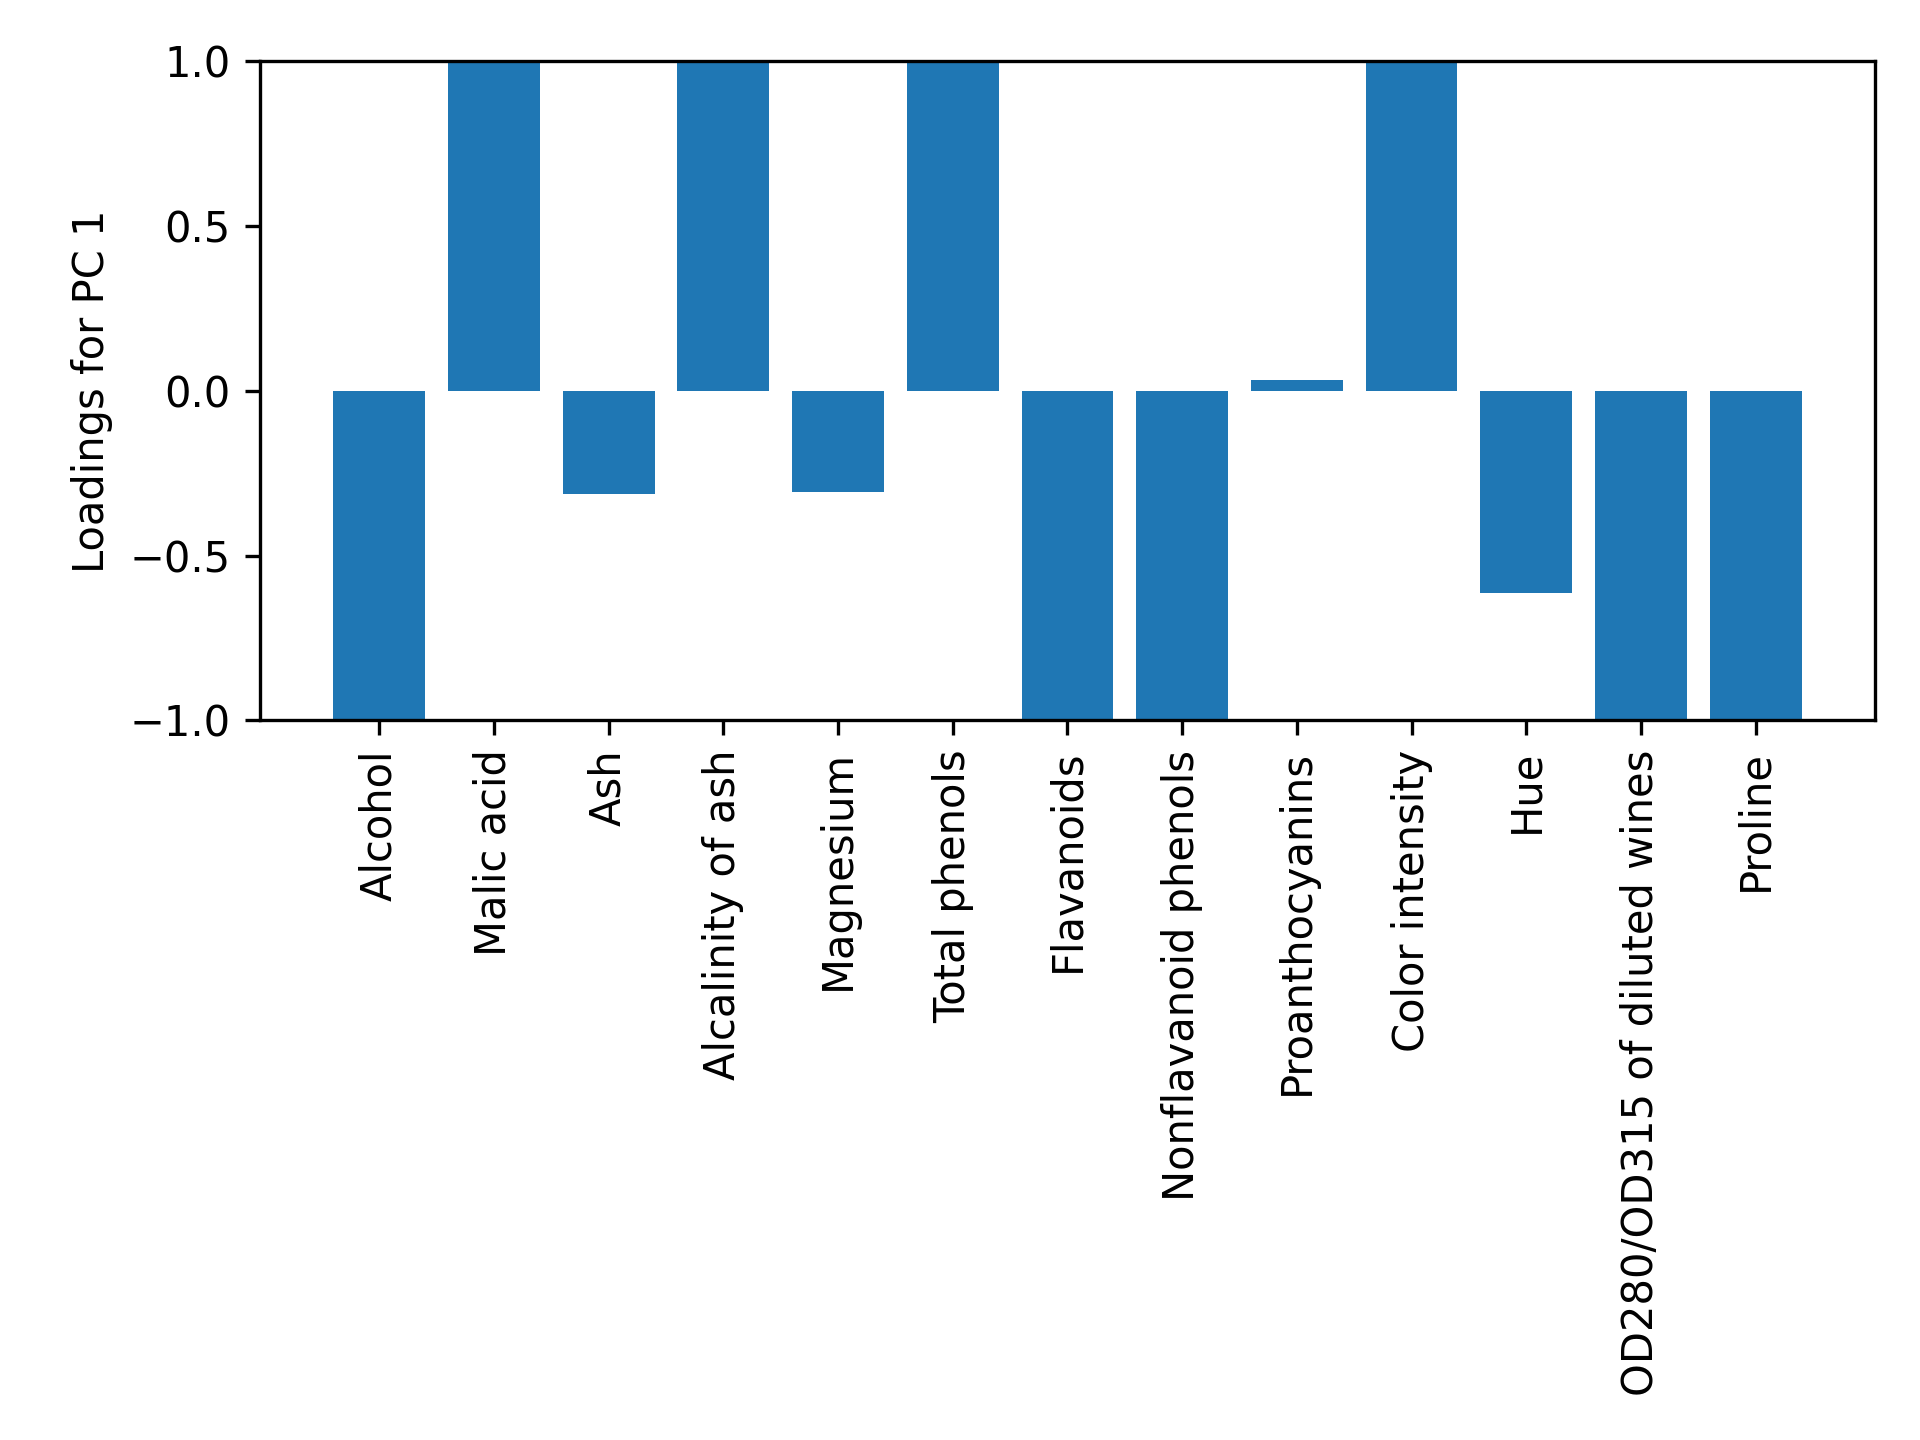 1.0
0.5
0.0
−0.5
−1.0
Loadings for PC 1
Alcohol
Malic acid
Ash
Alcalinity of ash
Magnesium
Total phenols
Flavanoids
Nonflavanoid phenols
Proanthocyanins
Color intensity
Hue
OD280/OD315 of diluted wines
Proline